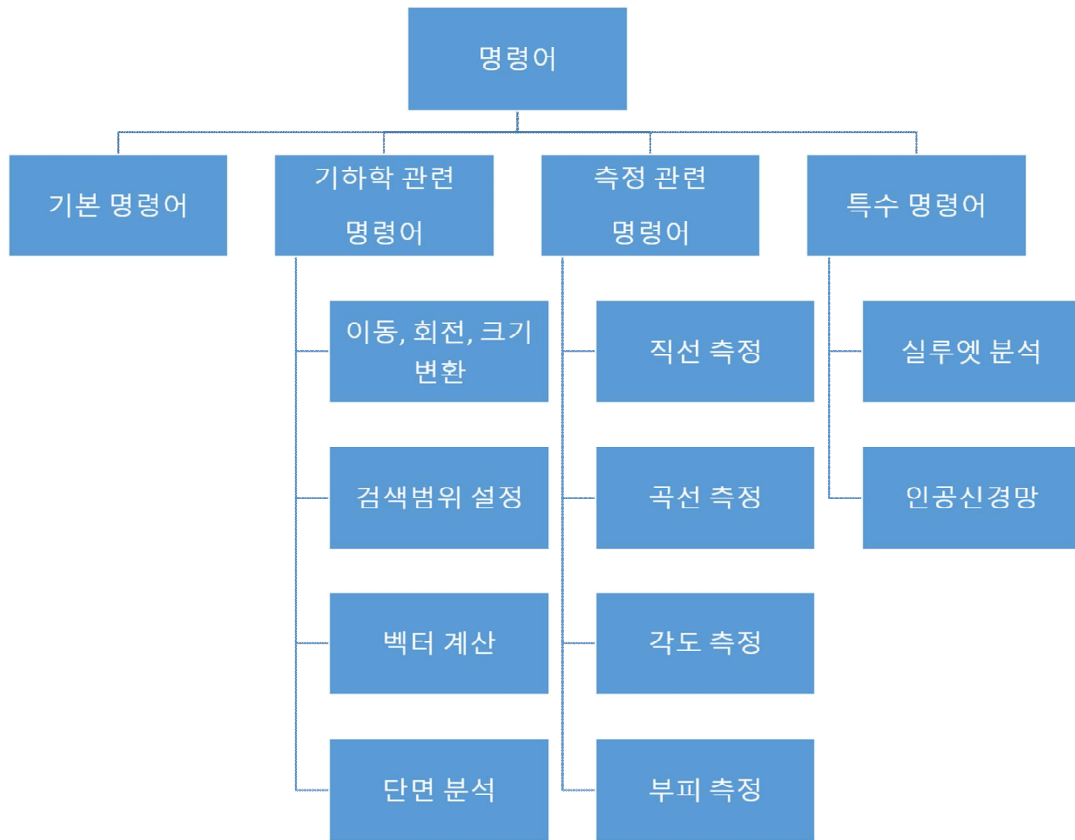 명령어
기본 명령어
기하학 관련
명령어
측정 관련
명령어
특수 명령어
이동, 회전, 크기
변환
직선 측정
실루엣 분석
검색범위 설정
곡선 측정
인공신경망
벡터 계산
각도 측정
단면 분석
부피 측정